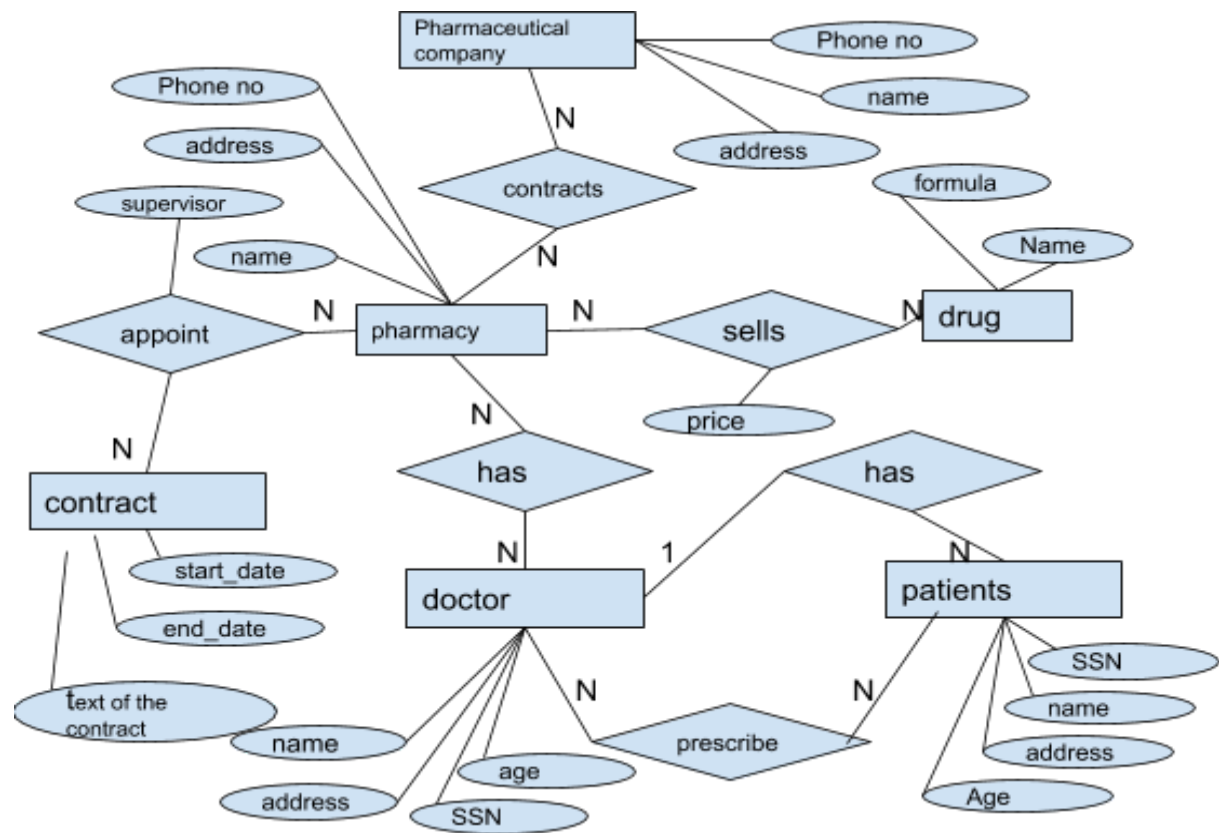 Pharmaceutical
company
Phone no
name
address
Phone no
address
supervisor
name
N
contracts
N
formula
Name
appoint
N
pharmacy
N
sells
N
drug
price
N
contract
N
has
has
N
1
N
start_date
end_date
text of the
contract
doctor
patients
N
N
prescribe
name
address
SSN
age
SSN
name
address
Age